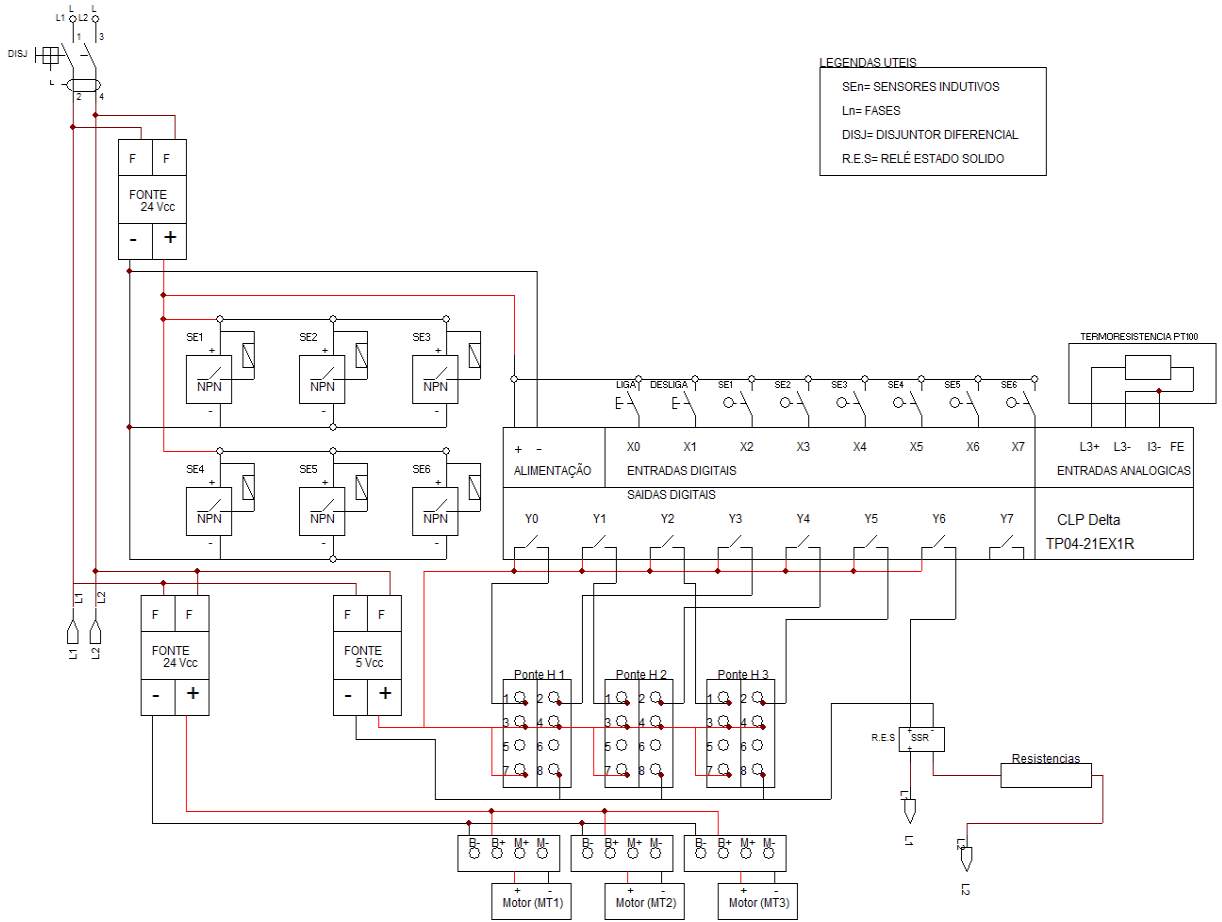 L L
L1 L2
1 3
DISJ
L
2 4
LEGENDAS UTEIS
SEn= SENSORES INDUTIVOS
Ln= FASES
DISJ= DISJUNTOR DIFERENCIAL
R.E.S= RELÉ ESTADO SOLIDO
F F
FONTE
24 Vcc
- +
SE1 SE2 SE3
+ + +
NPN NPN NPN
- - -
SE4 SE5 SE6
+ + +
NPN NPN NPN
- - -
TERMORESISTENCIA PT100
LIGA DESLIGA SE1 SE2 SE3 SE4 SE5 SE6
+ - X0 X1 X2 X3 X4 X5 X6 X7 L3+ L3- I3- FE
ALIMENTAÇÃO ENTRADAS DIGITAIS ENTRADAS ANALOGICAS
SAIDAS DIGITAIS
Y0 Y1 Y2 Y3 Y4 Y5 Y6 Y7
CLP Delta
TP04-21EX1R
L1 L2
L1 L2
F F
FONTE
24 Vcc
- +
F F
FONTE
5 Vcc
- +
Ponte H 1 Ponte H 2 Ponte H 3
1 2 1 2 1 2
3 4 3 4 3 4
5 6 5 6 5 6
7 8 7 8 7 8
R.E.S
+ -
SSR
+
Resistencias
L1
L2
L2
B- B+ M+ M- B- B+ M+ M- B- B+ M+ M-
+ - + - + -
Motor (MT1) Motor (MT2) Motor (MT3)